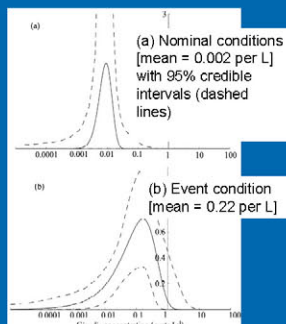 (a)
3
(a) Nominal conditions
[mean = 0.002 per L]
with 95% credible
intervals (dashed
lines)
0.0001 0.001 0.01 0.1 1 10 100
(b)
(b) Event condition
[mean = 0.22 per L]
0.6
0.4
0.2
0.0001 0.001 0.01 0.1 1 10 100